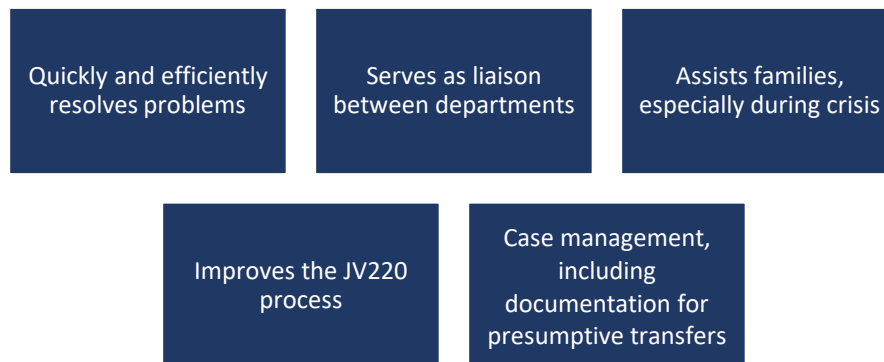 Quickly and efficiently
resolves problems
Serves as liaison
between departments
Assists families,
especially during crisis
Improves the JV220
process
Case management,
including
documentation for
presumptive transfers